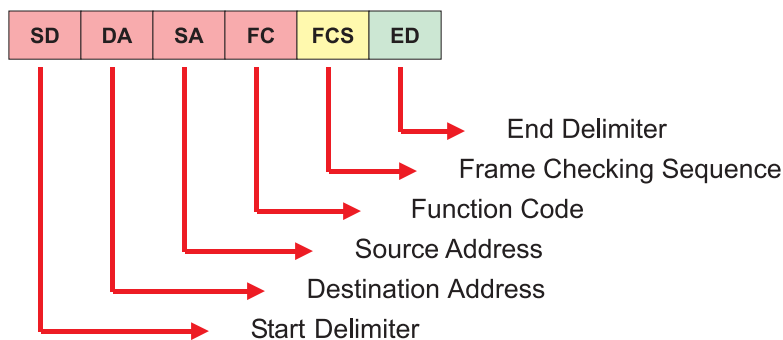 SD DA SA FC FCS ED
End Delimiter
Frame Checking Sequence
Function Code
Source Address
Destination Address
Start Delimiter